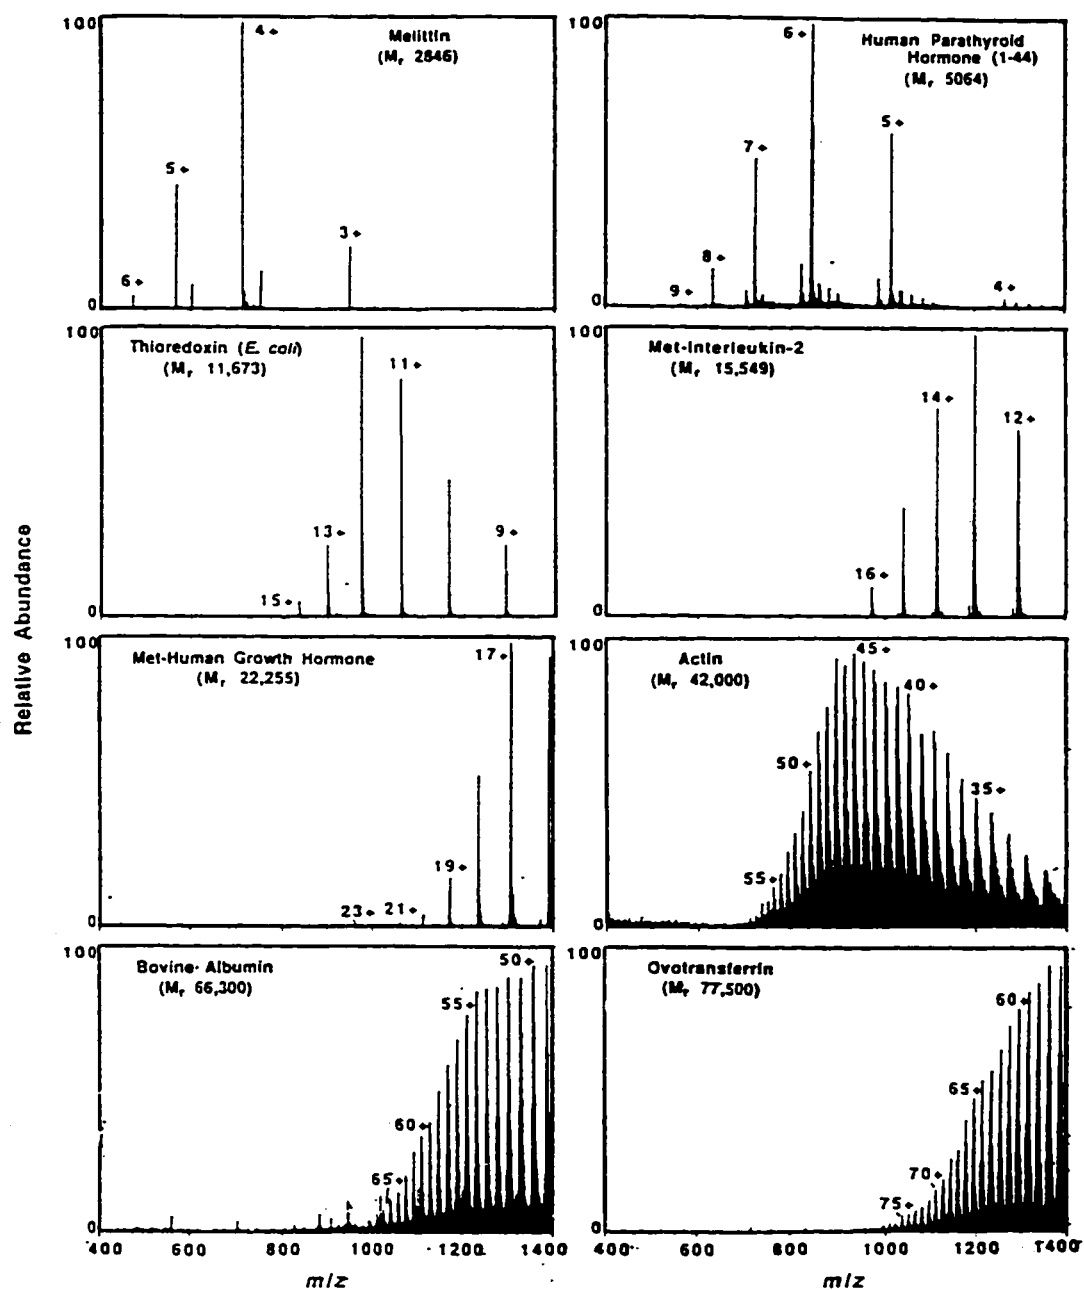 Relative Abundance
100
0
Melittin
(Mr 2846)
6+
5+
4+
3+
100
0
Human Parathyroid
Hormone (1-44)
(Mr 5064)
9+
8+
7+
6+
5+
4+
100
0
Thioredoxin (E. coli)
(Mr 11,673)
15+
13+
11+
9+
100
0
Met-Interleukin-2
(Mr 15,549)
16+
14+
12+
100
0
Met-Human Growth Hormone
(Mr 22,255)
23+
21+
19+
17+
100
0
Actin
(Mr 42,000)
55+
50+
45+
40+
35+
100
0
Bovine Albumin
(Mr 66,300)
65+
60+
55+
50+
400 600 800 1000 1200 1400
m/z
100
0
Ovotransferrin
(Mr 77,500)
75+
70+
65+
60+
400 600 800 1000 1200 1400
m/z